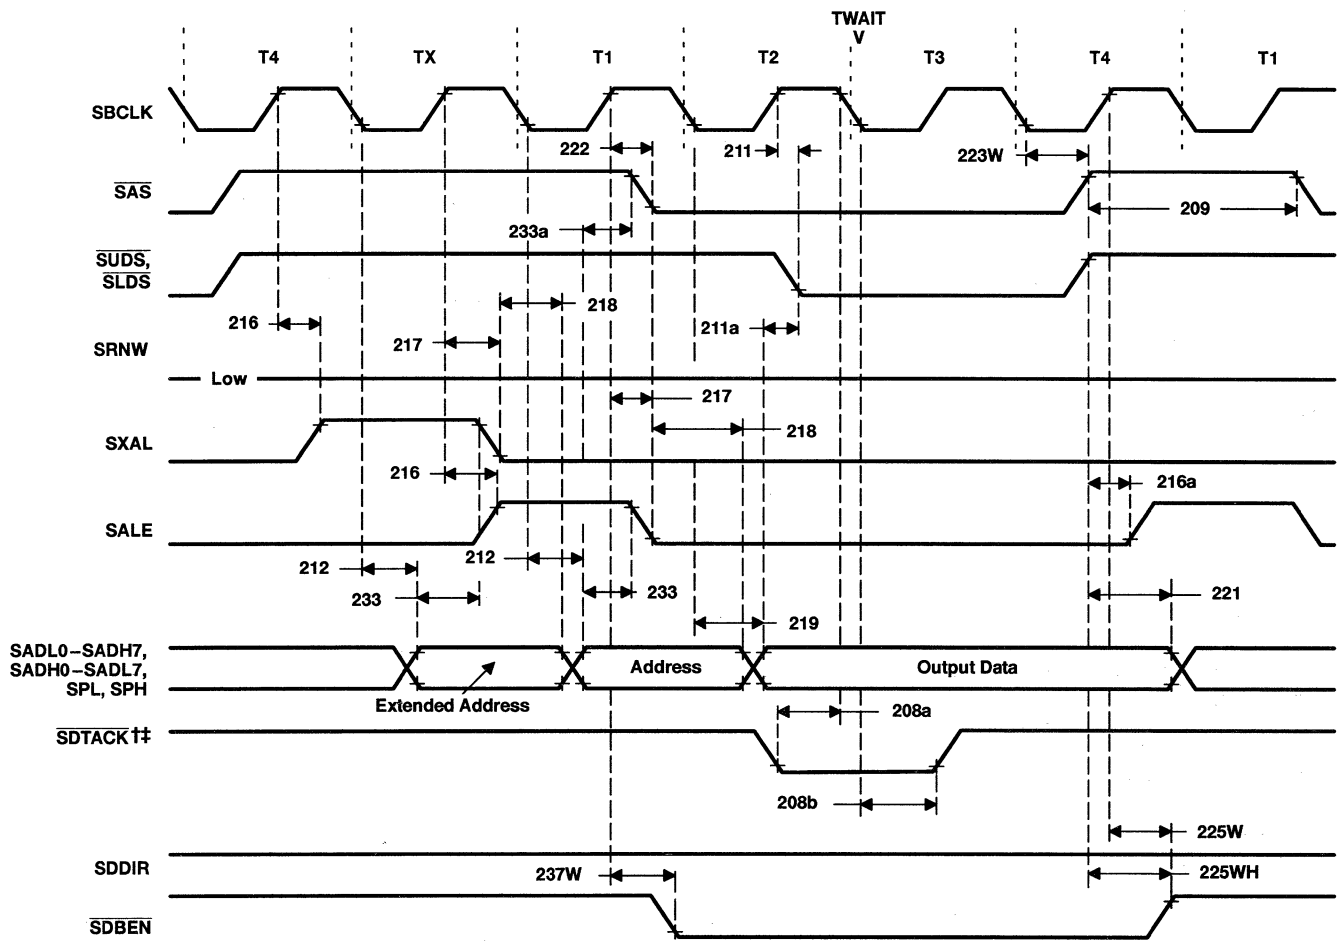 TWAIT
V
T4 TX T1 T2 T3 T4 T1
SBCLK
222 211 223W
SAS
209
233a
SUDS,
SLDS
218
216 211a
217
SRNW
Low
217
218
SXAL
216 216a
SALE
212 212
233 233 221
219
SADL0–SADH7,
SADH0–SADL7,
SPL, SPH
Address Output Data
Extended Address
208a
SDTACK†‡
208b
225W
SDDIR
237W 225WH
SDBEN